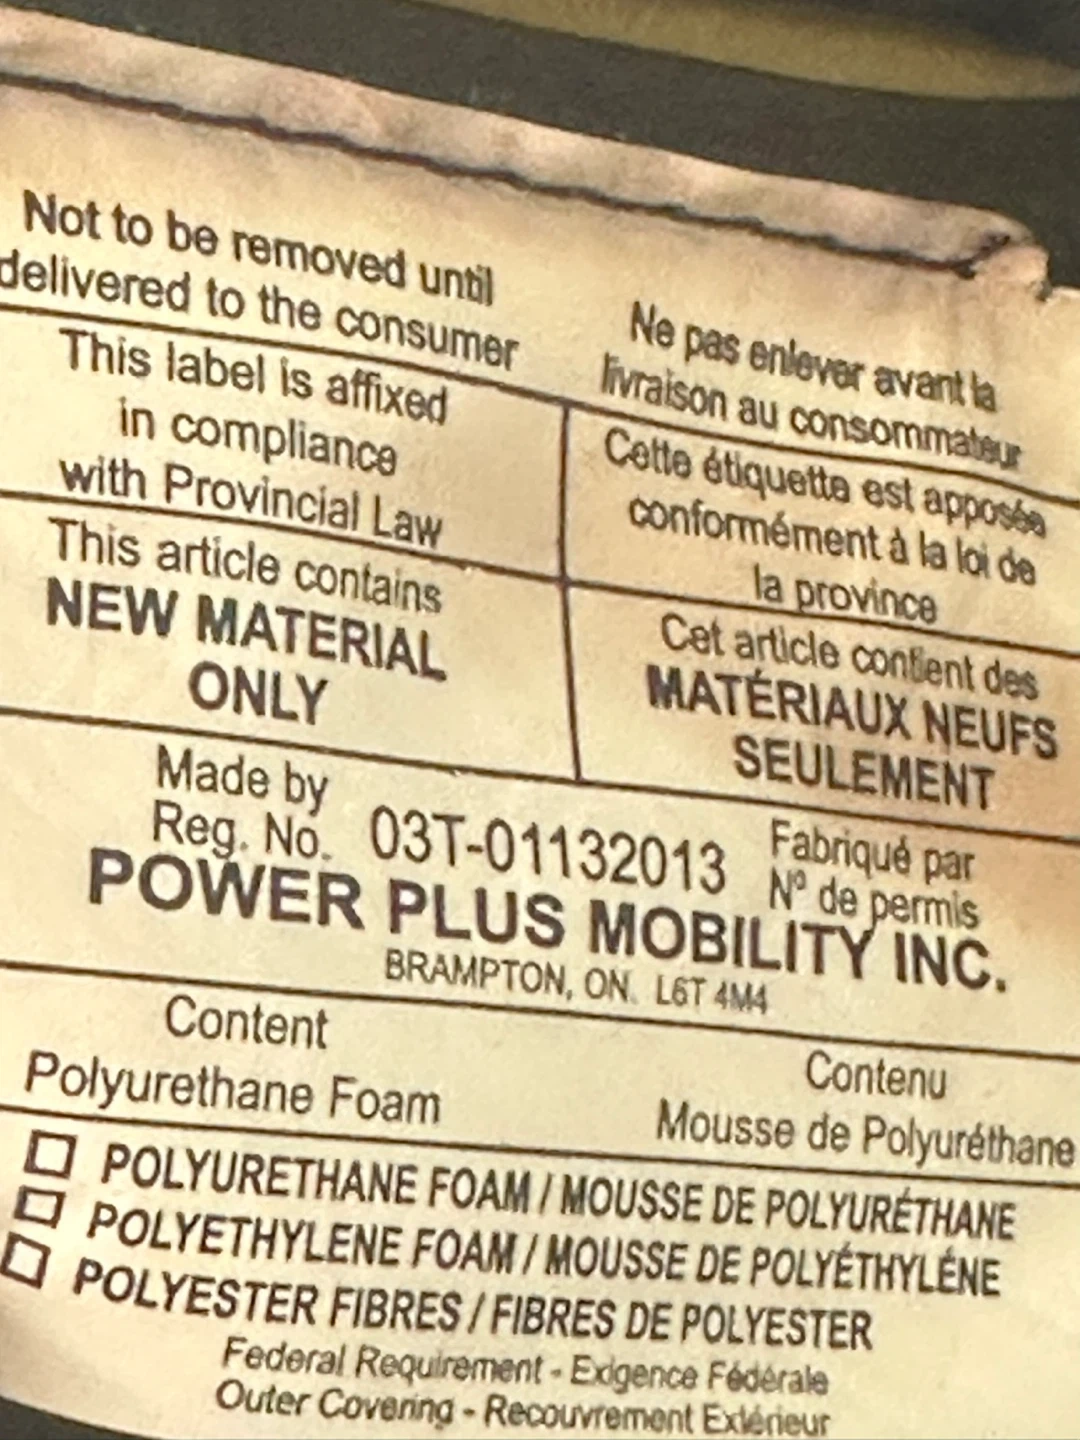 Not to be removed until
delivered to the consumer
Ne pas enlever avant la
livraison au consommateur
This label is affixed
in compliance
with Provincial Law
Cette étiquette est apposée
conformément à la loi de
la province
This article contains
NEW MATERIAL
ONLY
Cet article contient des
MATÉRIAUX NEUFS
SEULEMENT
Made by
Reg. No. 03T-01132013
Fabriqué par
Nº de permis
POWER PLUS MOBILITY INC.
BRAMPTON, ON. L6T 4M4
Content
Polyurethane Foam
Contenu
Mousse de Polyuréthane
POLYURETHANE FOAM / MOUSSE DE POLYURÉTHANE
POLYETHYLENE FOAM / MOUSSE DE POLYÉTHYLÉNE
POLYESTER FIBRES / FIBRES DE POLYESTER
Federal Requirement - Exigence Fédérale
Outer Covering - Recouvrement Extérieur